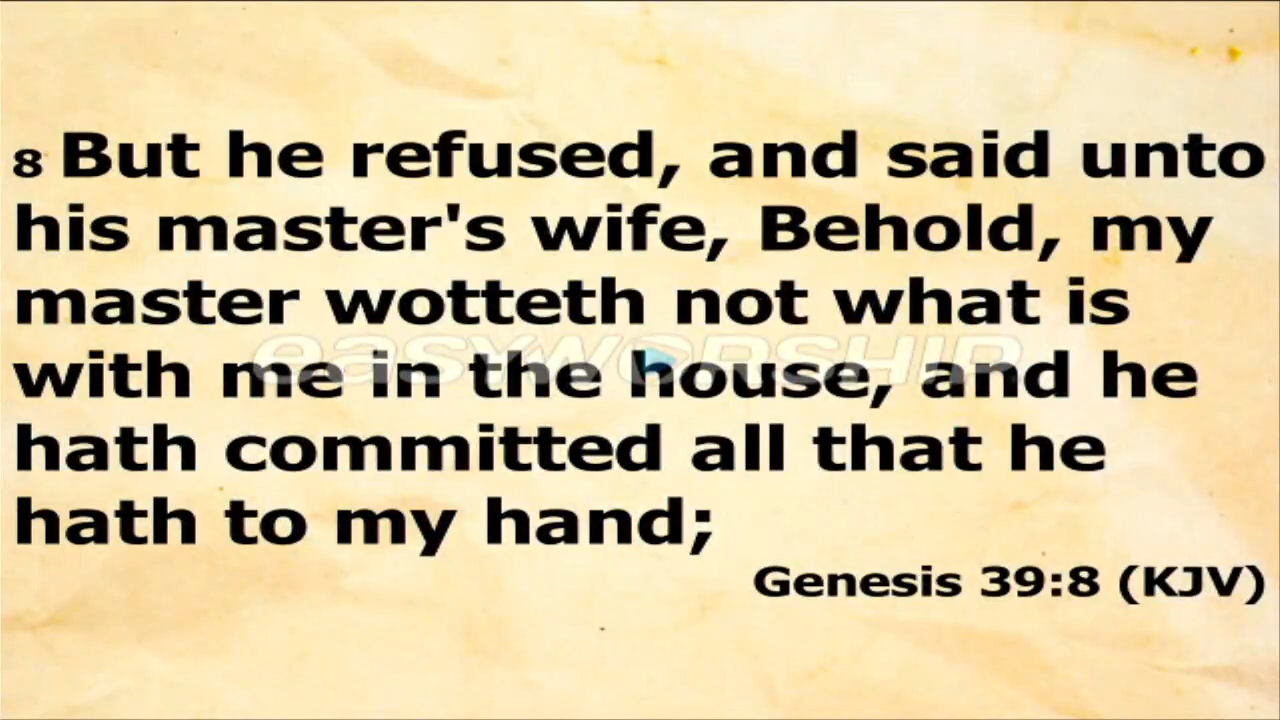 8 But he refused, and said unto
his master's wife, Behold, my
master wotteth not what is
easyworship
with me in the house, and he
hath committed all that he
hath to my hand;
Genesis 39:8 (KJV)